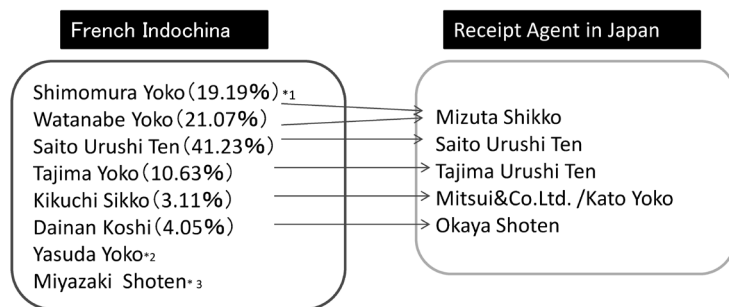 French Indochina
Shimomura Yoko(19.19%)*1
Watanabe Yoko(21.07%)
Saito Urushi Ten(41.23%)
Tajima Yoko(10.63%)
Kikuchi Sikko(3.11%)
Dainan Koshi(4.05%)
Yasuda Yoko*2
Miyazaki Shoten*3
Receipt Agent in Japan
Mizuta Shikko
Saito Urushi Ten
Tajima Urushi Ten
Mitsui&Co.Ltd. /Kato Yoko
Okaya Shoten